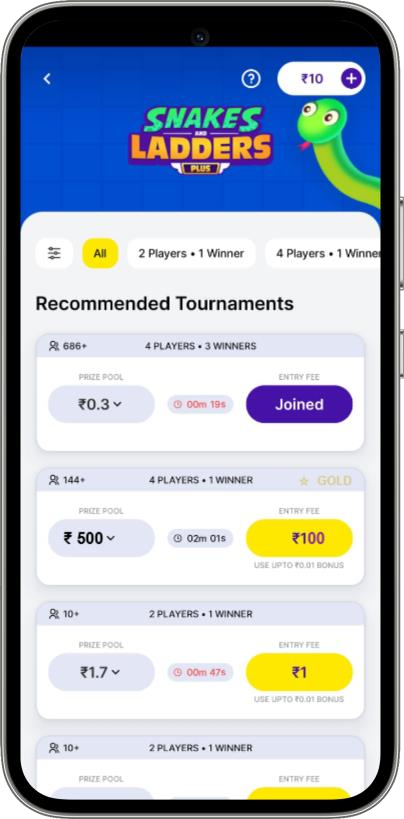 ₹10
SNAKES
AND
LADDERS
PLUS
All
2 Players • 1 Winner
4 Players • 1 Winner
Recommended Tournaments
686+
4 PLAYERS • 3 WINNERS
PRIZE POOL
ENTRY FEE
₹0.3
00m 19s
Joined
144+
4 PLAYERS • 1 WINNER
GOLD
PRIZE POOL
ENTRY FEE
₹ 500
02m 01s
₹100
USE UPTO ₹0.01 BONUS
10+
2 PLAYERS • 1 WINNER
PRIZE POOL
ENTRY FEE
₹1.7
00m 47s
₹1
USE UPTO ₹0.01 BONUS
10+
2 PLAYERS • 1 WINNER
PRIZE POOL
ENTRY FEE